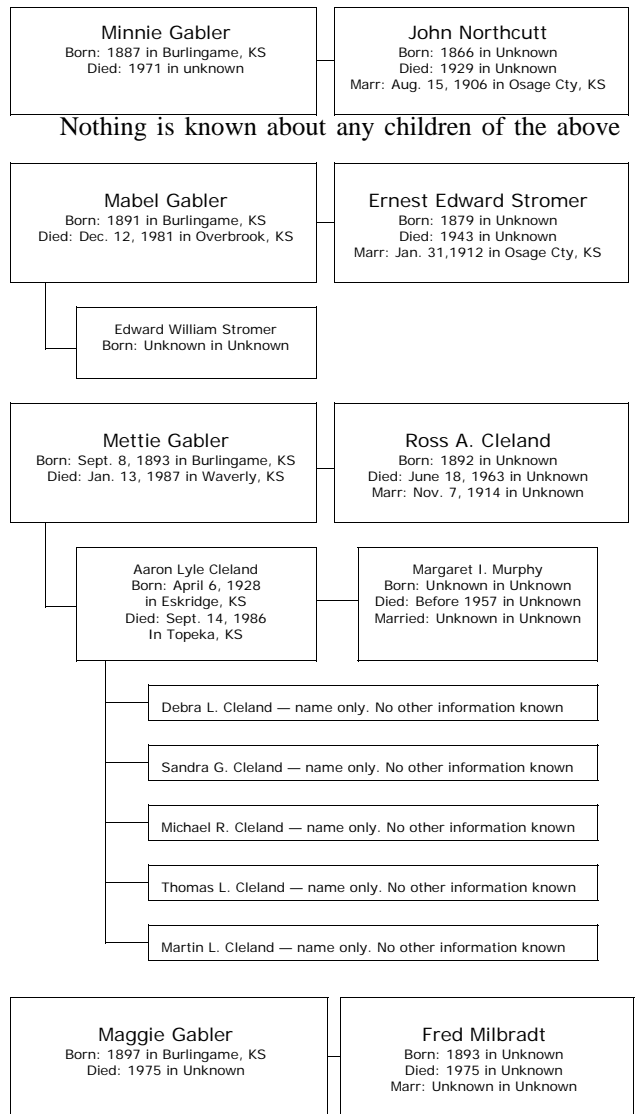 Minnie Gabler
Born: 1887 in Burlingame, KS
Died: 1971 in unknown
John Northcutt
Born: 1866 in Unknown
Died: 1929 in Unknown
Marr: Aug. 15, 1906 in Osage Cty, KS
Nothing is known about any children of the above
Mabel Gabler
Born: 1891 in Burlingame, KS
Died: Dec. 12, 1981 in Overbrook, KS
Ernest Edward Stromer
Born: 1879 in Unknown
Died: 1943 in Unknown
Marr: Jan. 31,1912 in Osage Cty, KS
Edward William Stromer
Born: Unknown in Unknown
Mettie Gabler
Born: Sept. 8, 1893 in Burlingame, KS
Died: Jan. 13, 1987 in Waverly, KS
Ross A. Cleland
Born: 1892 in Unknown
Died: June 18, 1963 in Unknown
Marr: Nov. 7, 1914 in Unknown
Aaron Lyle Cleland
Born: April 6, 1928
in Eskridge, KS
Died: Sept. 14, 1986
In Topeka, KS
Margaret I. Murphy
Born: Unknown in Unknown
Died: Before 1957 in Unknown
Married: Unknown in Unknown
Debra L. Cleland — name only. No other information known
Sandra G. Cleland — name only. No other information known
Michael R. Cleland — name only. No other information known
Thomas L. Cleland — name only. No other information known
Martin L. Cleland — name only. No other information known
Maggie Gabler
Born: 1897 in Burlingame, KS
Died: 1975 in Unknown
Fred Milbradt
Born: 1893 in Unknown
Died: 1975 in Unknown
Marr: Unknown in Unknown